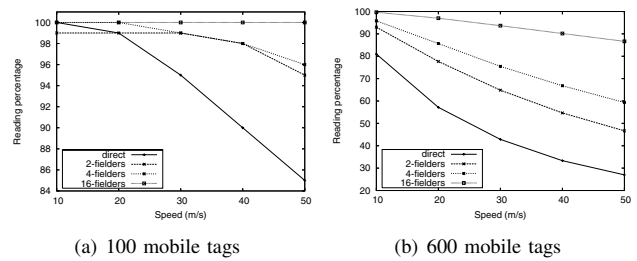 100
98
96
94
92
90
88
86
84
Reading percentage
direct
2-fielders
4-fielders
16-fielders
10 20 30 40 50
Speed (m/s)
(a) 100 mobile tags
100
90
80
70
60
50
40
30
20
Reading percentage
direct
2-fielders
4-fielders
16-fielders
10 20 30 40 50
Speed (m/s)
(b) 600 mobile tags